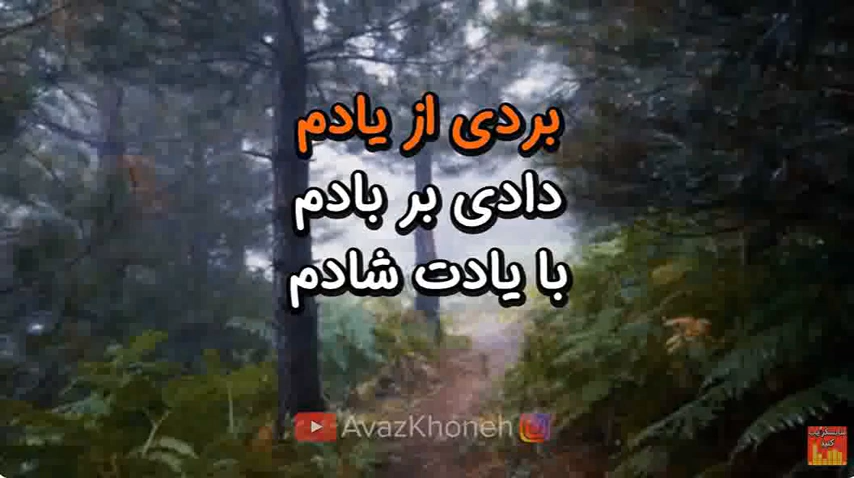 بردی از یادم
دادی بر بادم
با یادت شادم
AvazKhoneh